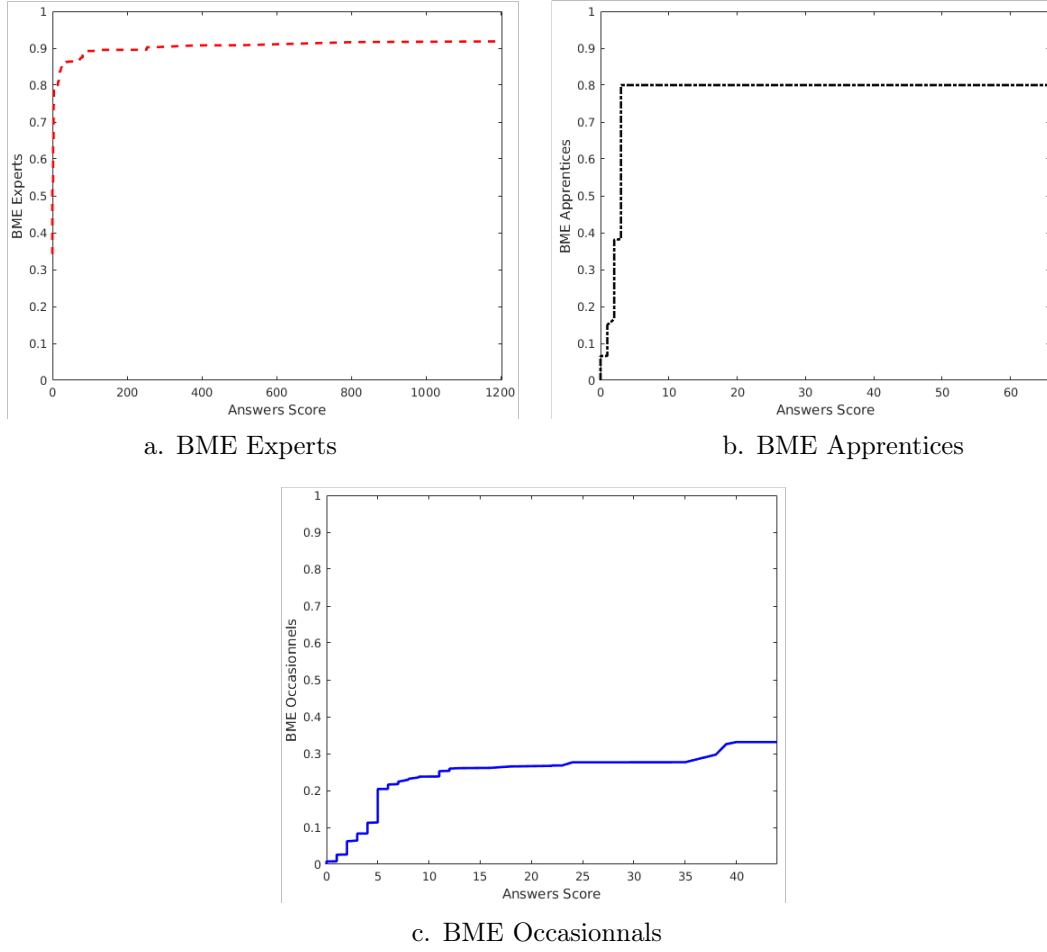 1
0.9
0.8
0.7
0.6
0.5
0.4
0.3
0.2
0.1
0
BME Experts
0 200 400 600 800 1000 1200
Answers Score
a. BME Experts
1
0.9
0.8
0.7
0.6
0.5
0.4
0.3
0.2
0.1
0
BME Apprentices
0 10 20 30 40 50 60
Answers Score
b. BME Apprentices
1
0.9
0.8
0.7
0.6
0.5
0.4
0.3
0.2
0.1
0
BME Occasionnels
0 5 10 15 20 25 30 35 40
Answers Score
c. BME Occasionnals